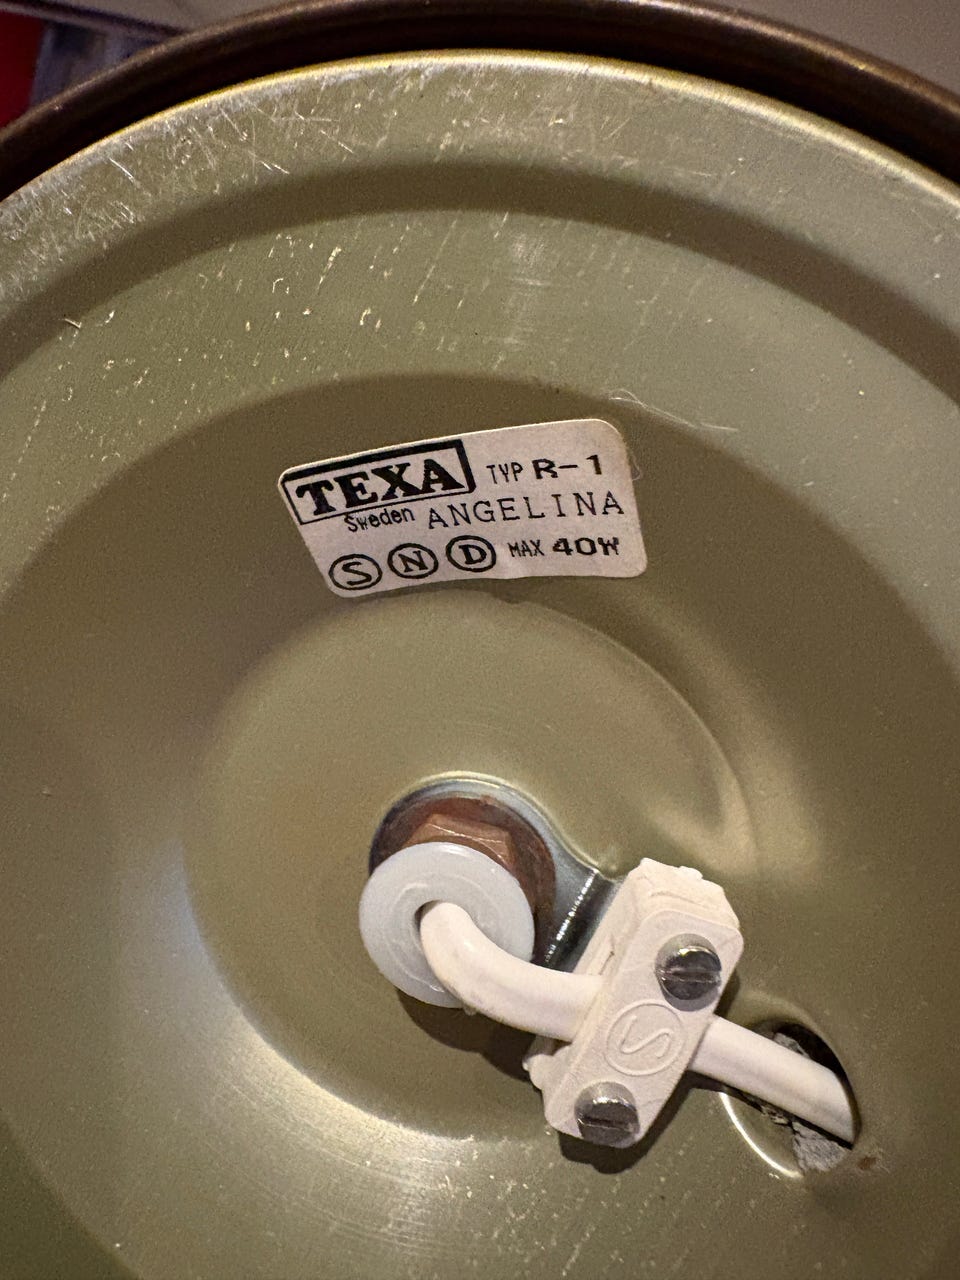 TEXA TYP R-1
Sweden ANGELINA
S N D MAX 40W
S